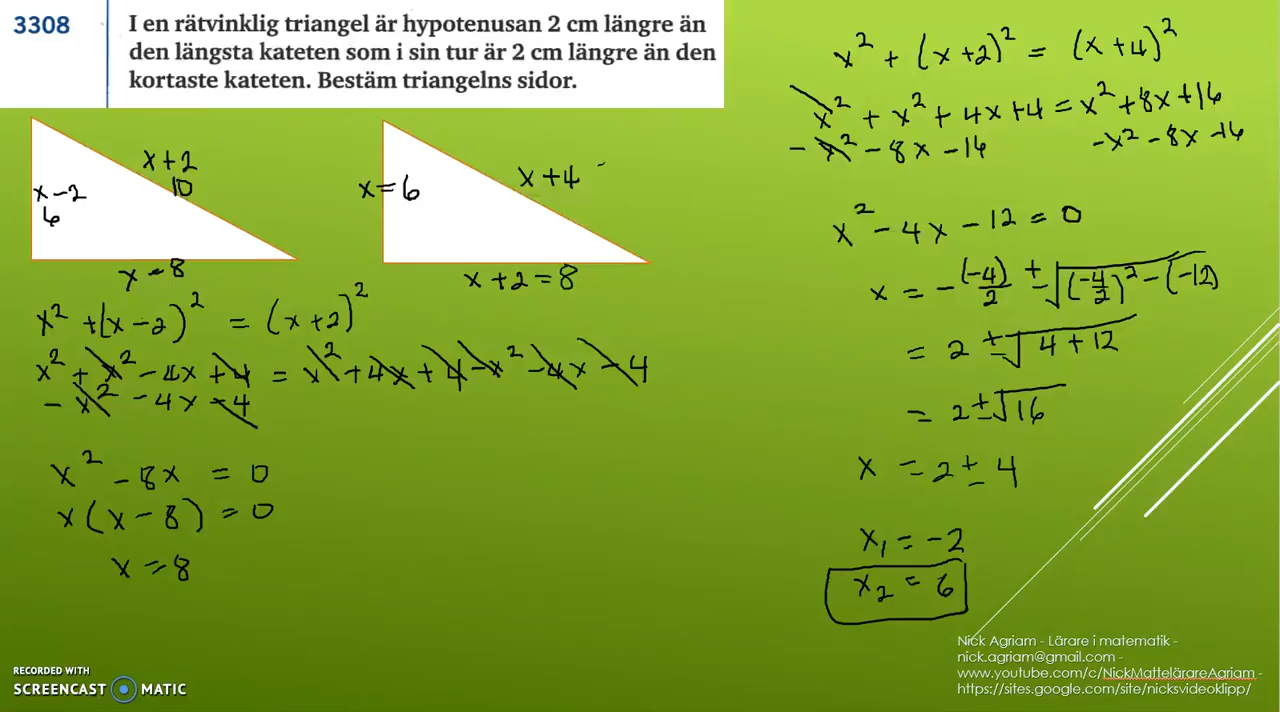 3308
I en rätvinklig triangel är hypotenusan 2 cm längre än
den längsta kateten som i sin tur är 2 cm längre än den
kortaste kateten. Bestäm triangelns sidor.
x+2
10
x-2
6
x=8
x=6
x+4
x+2=8
x² + (x-2)² = (x+2)²
x² + x² - 4x + 4 = x² + 4x + 4 - x² - 4x - 4
- x² - 4x - 4
x² - 8x = 0
x(x-8) = 0
x = 8
x² + (x+2)² = (x+4)²
x² + x² + 4x + 4 = x² + 8x + 16
- x² - 8x - 16 -x² - 8x - 16
x² - 4x - 12 = 0
x = -(-4)/2 ± √((-4/2)² - (-12))
= 2 ± √(4+12)
= 2 ± √16
x = 2 ± 4
x₁ = -2
x₂ = 6
Nick Agriam - Lärare i matematik -
nick.agriam@gmail.com -
www.youtube.com/c/NickMattelärareAgriam -
https://sites.google.com/site/nicksvideoklipp/
RECORDED WITH
SCREENCAST MATIC